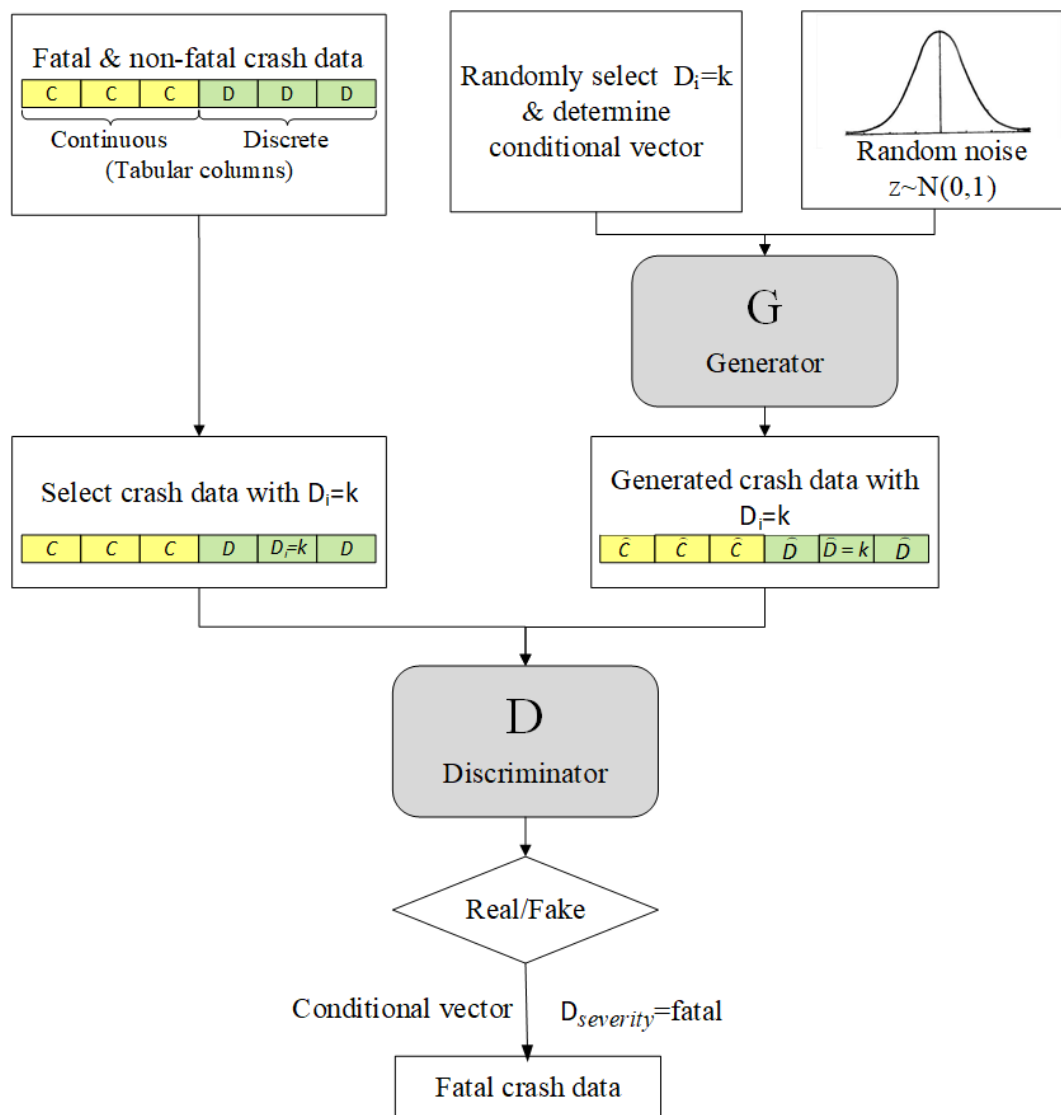 Fatal & non-fatal crash data
C C C D D D
Continuous Discrete
(Tabular columns)
Randomly select Dᵢ=k
& determine
conditional vector
Random noise
z~N(0,1)
G
Generator
Select crash data with Dᵢ=k
C C C D Dᵢ=k D
Generated crash data with
Dᵢ=k
Ĉ Ĉ Ĉ D̂ D̂ = k D̂
D
Discriminator
Real/Fake
Conditional vector D_severity=fatal
Fatal crash data